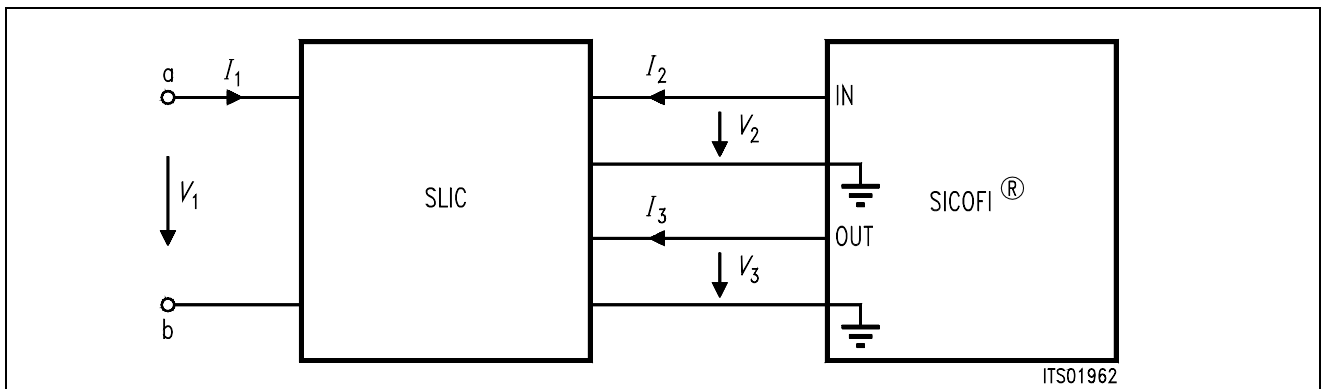 a
I1
I2
IN
V2
V1
SLIC
SICOFI ®
I3
OUT
V3
b
ITS01962